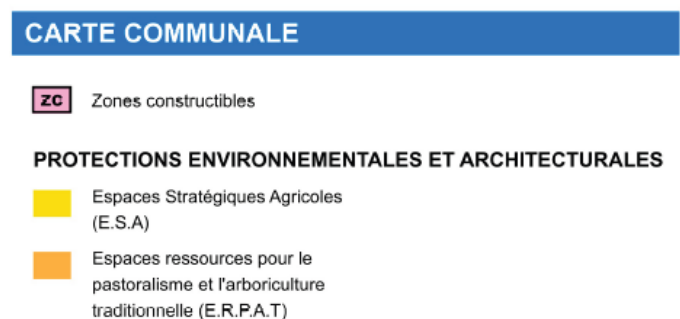 CARTE COMMUNALE
ZC Zones constructibles
PROTECTIONS ENVIRONNEMENTALES ET ARCHITECTURALES
Espaces Stratégiques Agricoles
(E.S.A)
Espaces ressources pour le
pastoralisme et l'arboriculture
traditionnelle (E.R.P.A.T)